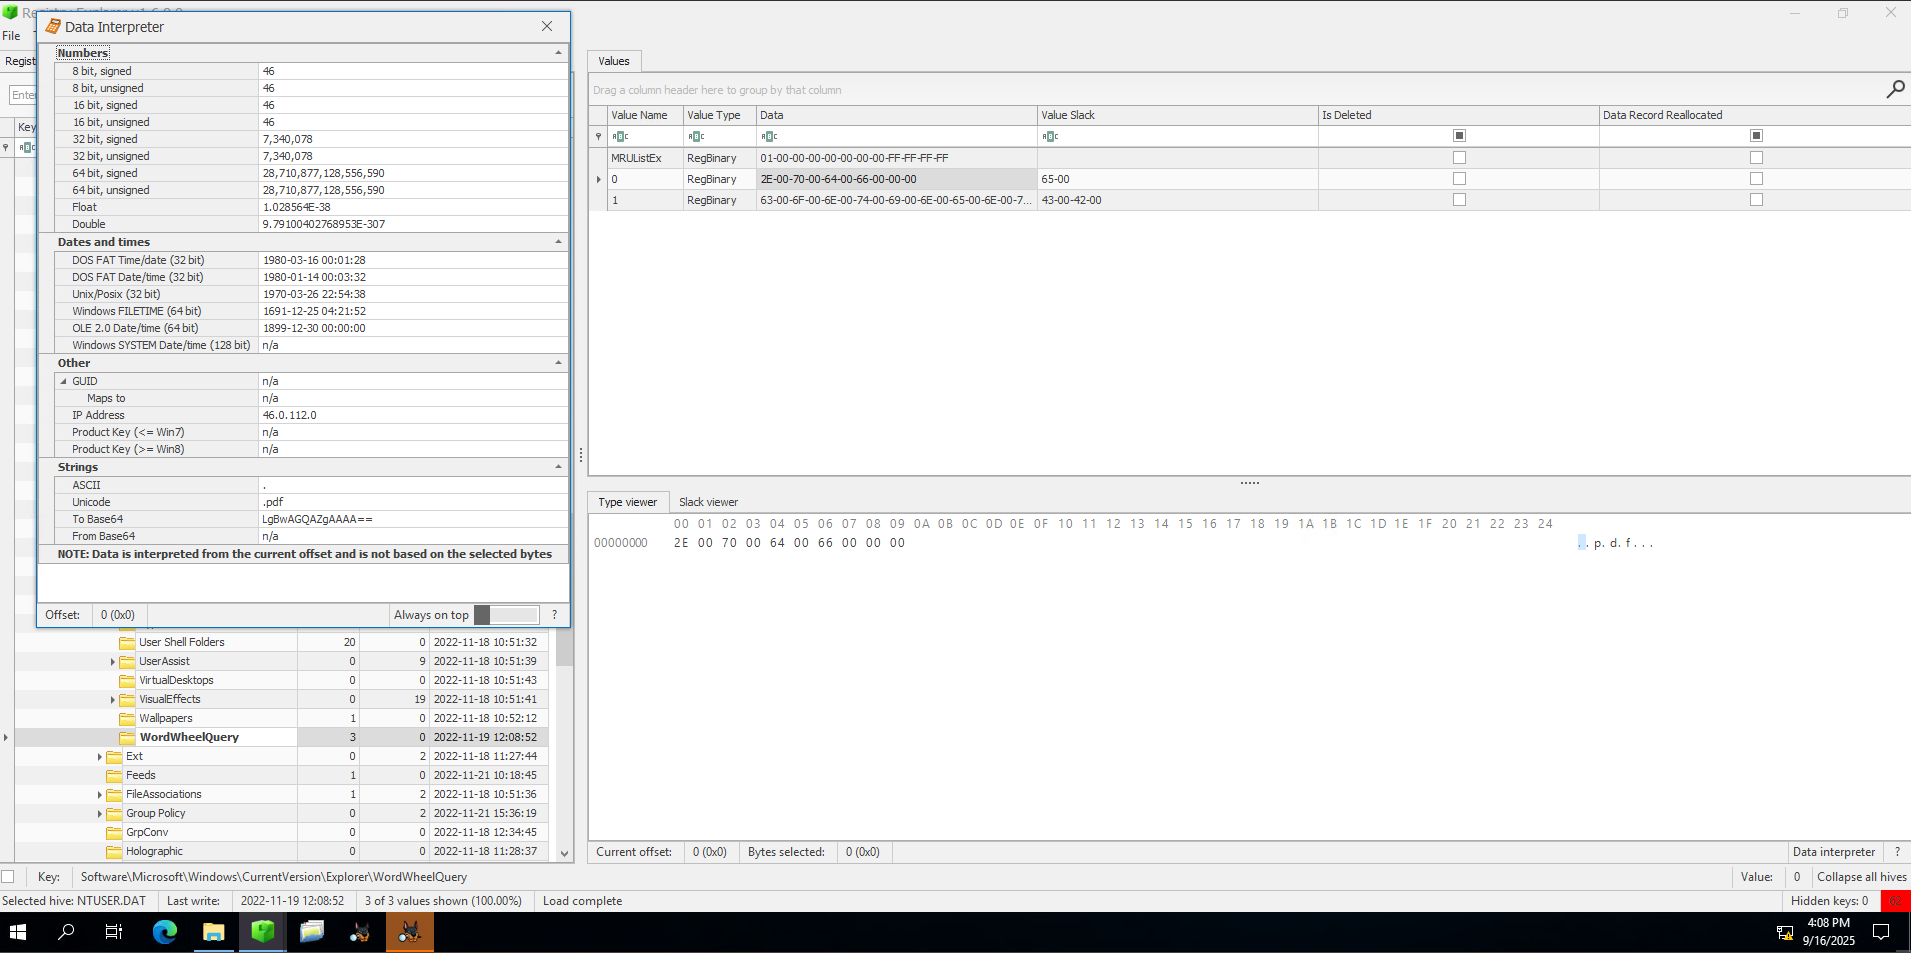 Data Interpreter
File
Regist
Enter
Key
Numbers
8 bit, signed 46
8 bit, unsigned 46
16 bit, signed 46
16 bit, unsigned 46
32 bit, signed 7,340,078
32 bit, unsigned 7,340,078
64 bit, signed 28,710,877,128,556,590
64 bit, unsigned 28,710,877,128,556,590
Float 1.028564E-38
Double 9.79100402768953E-307
Dates and times
DOS FAT Time/date (32 bit) 1980-03-16 00:01:28
DOS FAT Date/time (32 bit) 1980-01-14 00:03:32
Unix/Posix (32 bit) 1970-03-26 22:54:38
Windows FILETIME (64 bit) 1691-12-25 04:21:52
OLE 2.0 Date/time (64 bit) 1899-12-30 00:00:00
Windows SYSTEM Date/time (128 bit) n/a
Other
GUID n/a
Maps to n/a
IP Address 46.0.112.0
Product Key (<= Win7) n/a
Product Key (>= Win8) n/a
Strings
ASCII .
Unicode .pdf
To Base64 LgBwAGQAZgAAAA==
From Base64 n/a
NOTE: Data is interpreted from the current offset and is not based on the selected bytes
Offset: 0 (0x0) Always on top ?
User Shell Folders 20 0 2022-11-18 10:51:32
UserAssist 0 9 2022-11-18 10:51:39
VirtualDesktops 0 0 2022-11-18 10:51:43
VisualEffects 0 19 2022-11-18 10:51:41
Wallpapers 1 0 2022-11-18 10:52:12
WordWheelQuery 3 0 2022-11-19 12:08:52
Ext 0 2 2022-11-18 11:27:44
Feeds 1 0 2022-11-21 10:18:45
FileAssociations 1 2 2022-11-18 10:51:36
Group Policy 0 2 2022-11-21 15:36:19
GrpConv 0 0 2022-11-18 12:34:45
Holographic 0 0 2022-11-18 11:28:37
Values
Drag a column header here to group by that column
Value Name Value Type Data Value Slack Is Deleted Data Record Reallocated
MRUListEx RegBinary 01-00-00-00-00-00-00-00-FF-FF-FF-FF
0 RegBinary 2E-00-70-00-64-00-66-00-00-00 65-00
1 RegBinary 63-00-6F-00-6E-00-74-00-69-00-6E-00-65-00-6E-00-7... 43-00-42-00
Type viewer Slack viewer
00 01 02 03 04 05 06 07 08 09 0A 0B 0C 0D 0E 0F 10 11 12 13 14 15 16 17 18 19 1A 1B 1C 1D 1E 1F 20 21 22 23 24
00000000 2E 00 70 00 64 00 66 00 00 00 ..p.d.f...
Current offset: 0 (0x0) Bytes selected: 0 (0x0) Data interpreter ?
Key: Software\Microsoft\Windows\CurrentVersion\Explorer\WordWheelQuery Value: 0 Collapse all hives
Selected hive: NTUSER.DAT Last write: 2022-11-19 12:08:52 3 of 3 values shown (100.00%) Load complete Hidden keys: 0 62
4:08 PM
9/16/2025